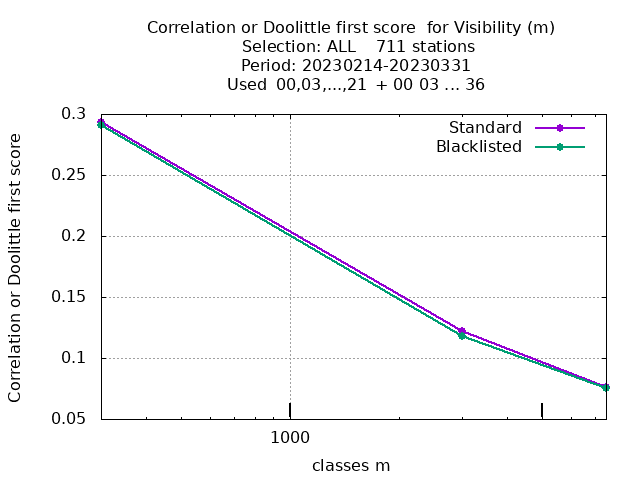 Correlation or Doolittle first score  for Visibility (m)
Selection: ALL    711 stations
Period: 20230214-20230331
Used  00,03,...,21  + 00 03 ... 36
Standard
Blacklisted
Correlation or Doolittle first score
0.3
0.25
0.2
0.15
0.1
0.05
1000
classes m